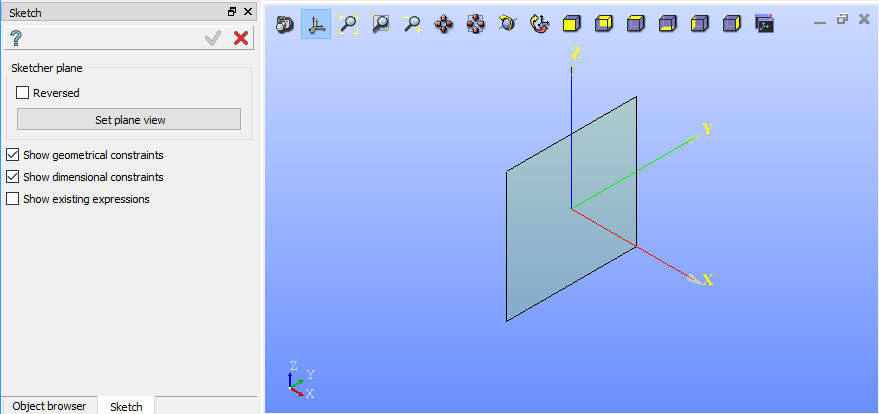 Sketch
?
Sketcher plane
Reversed
Set plane view
Show geometrical constraints
Show dimensional constraints
Show existing expressions
Object browser
Sketch
Z
Y
X
Z
Y
X